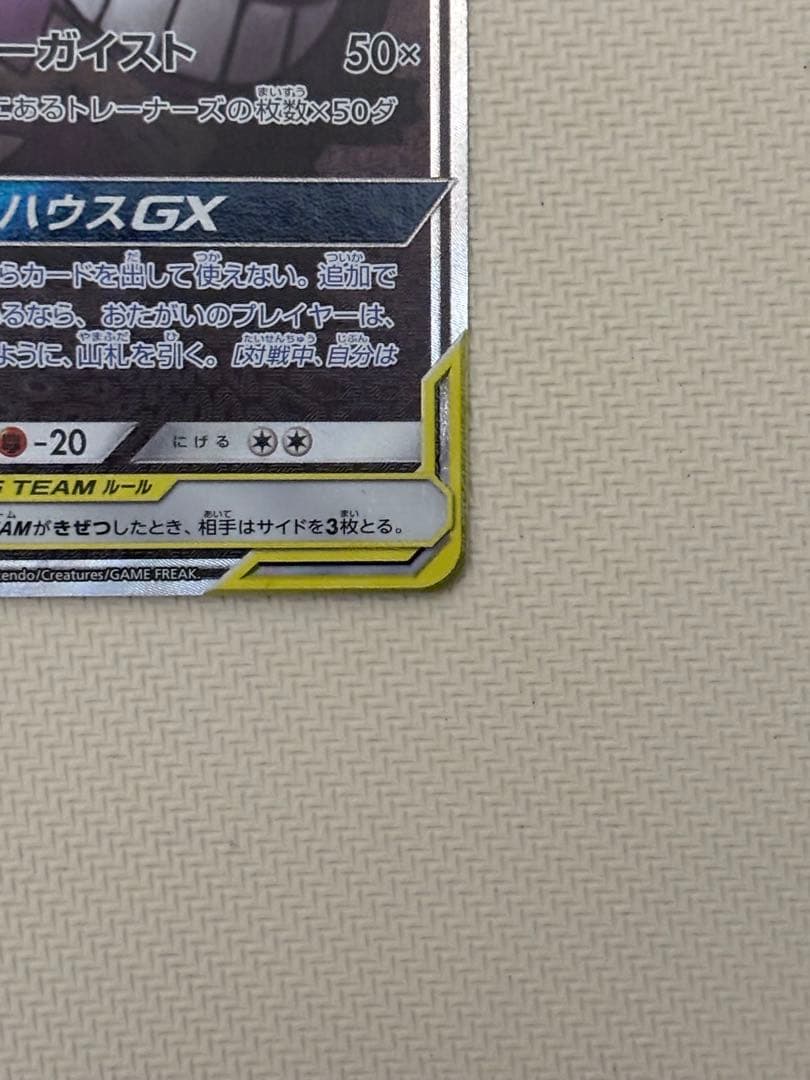 ーガイスト 50×
にあるトレーナーズの枚数×50ダ
ハウスGX
らカードを出して使えない。追加で
るなら、おたがいのプレイヤーは、
ように、山札を引く。[対戦中、自分は
-20 にげる
TEAM ルール
AMがきぜつしたとき、相手はサイドを3枚とる。
endo/Creatures/GAME FREAK.